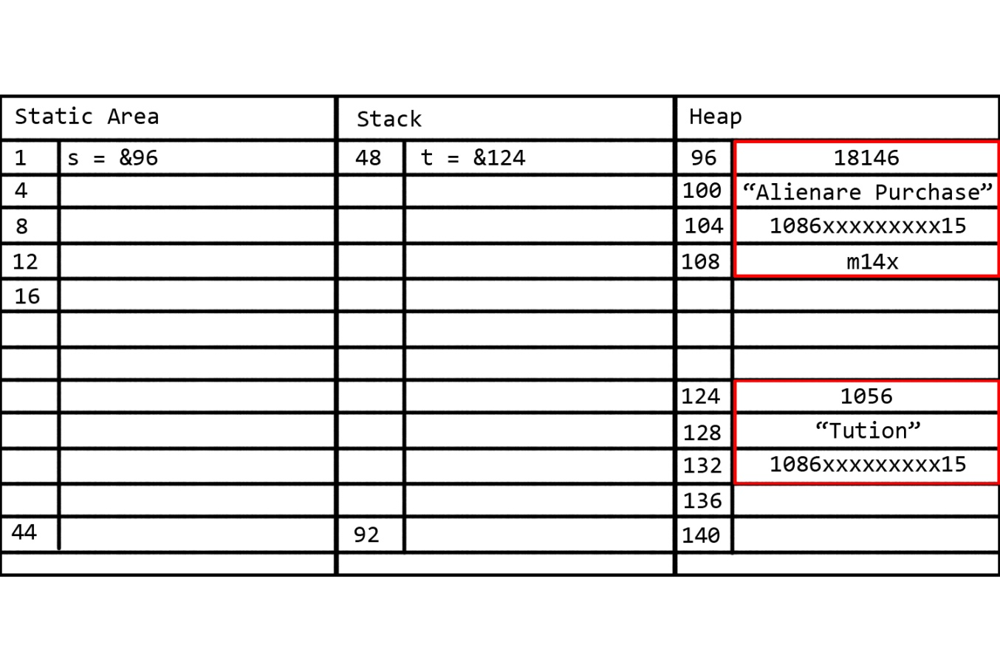 Static Area Stack Heap
1 s = &96 48 t = &124 96 18146
4 100 “Alienare Purchase”
8 104 1086xxxxxxxxx15
12 108 m14x
16
124 1056
128 “Tution”
132 1086xxxxxxxxx15
136
44 92 140